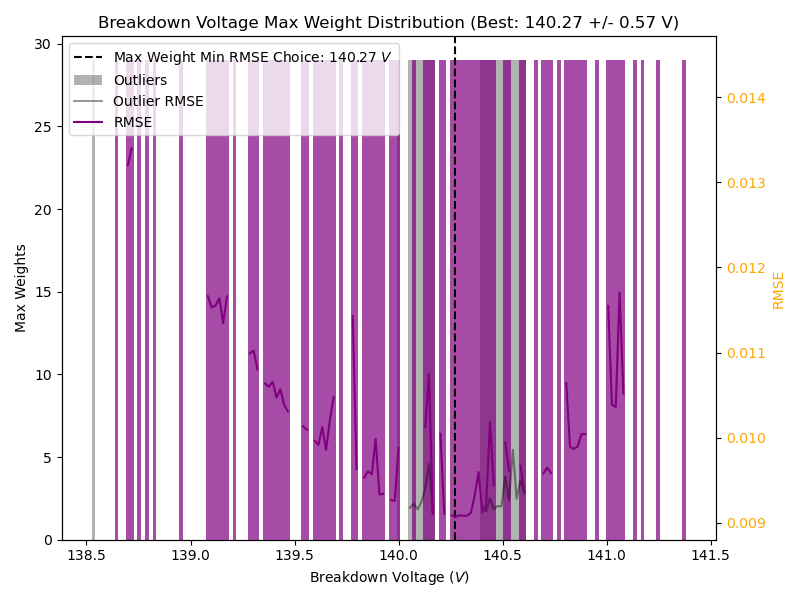 Breakdown Voltage Max Weight Distribution (Best: 140.27 +/- 0.57 V)
Max Weight Min RMSE Choice: 140.27 V
Outliers
Outlier RMSE
RMSE
30
25
20
15
10
5
0
Max Weights
0.014
0.013
0.012
0.011
0.010
0.009
RMSE
138.5 139.0 139.5 140.0 140.5 141.0 141.5
Breakdown Voltage (V)